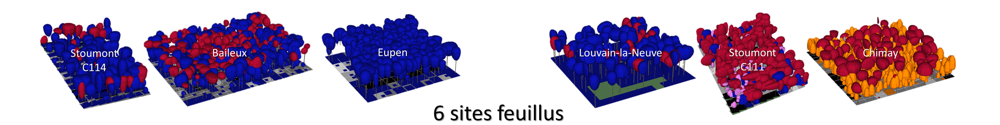 Stoumont
C114
Baileux
Eupen
Louvain-la-Neuve
Stoumont
C111
Chimay
6 sites feuillus